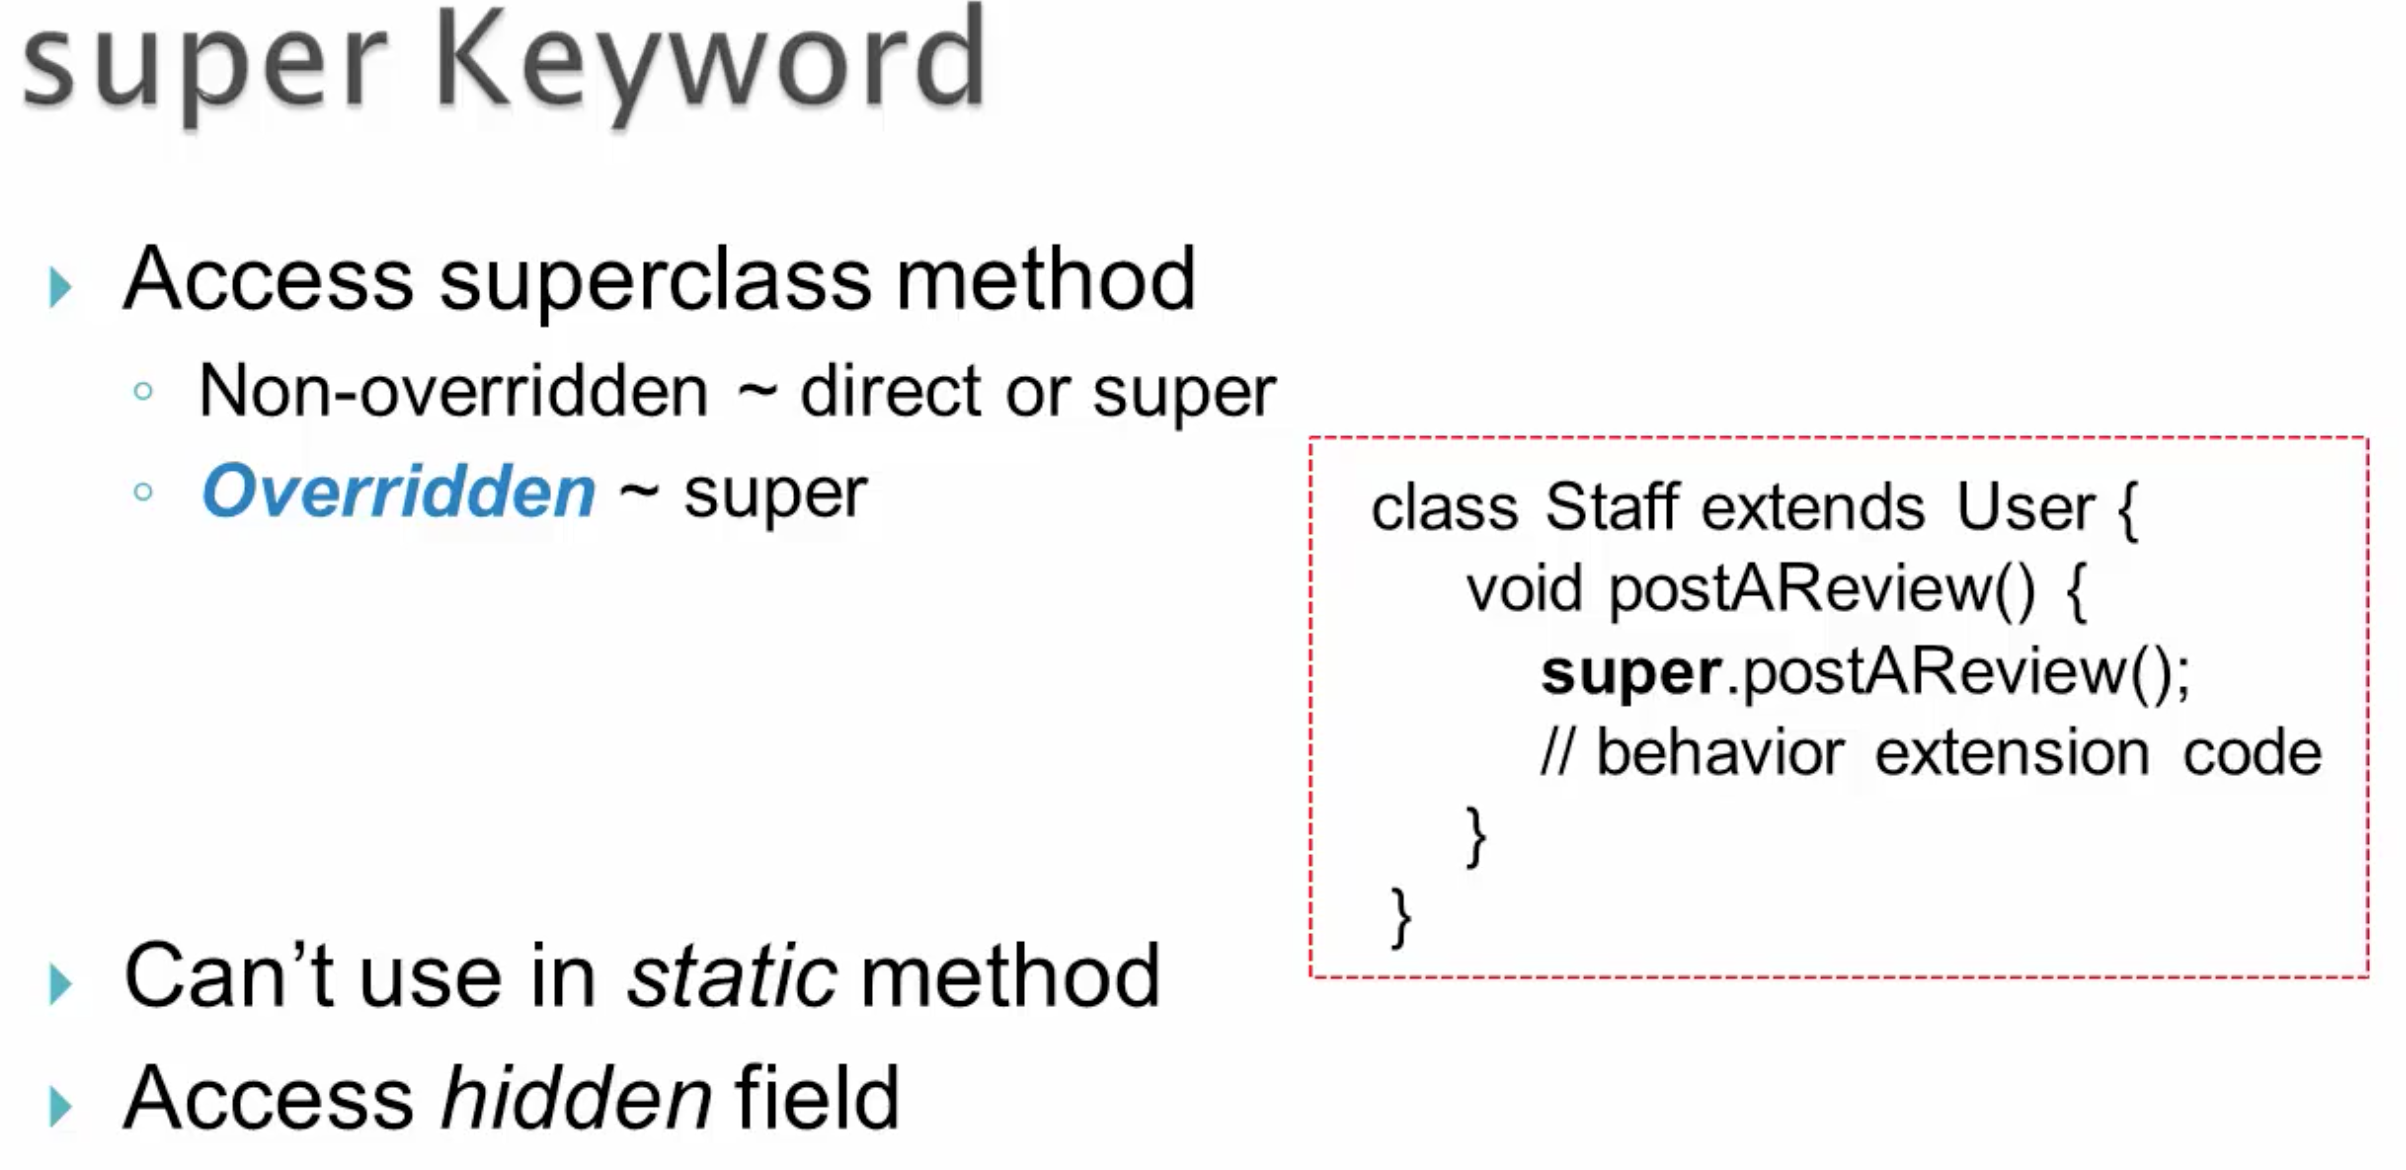 super Keyword
Access superclass method
Non-overridden ~ direct or super
Overridden ~ super
class Staff extends User {
void postAReview() {
super.postAReview();
// behavior extension code
}
}
Can’t use in static method
Access hidden field